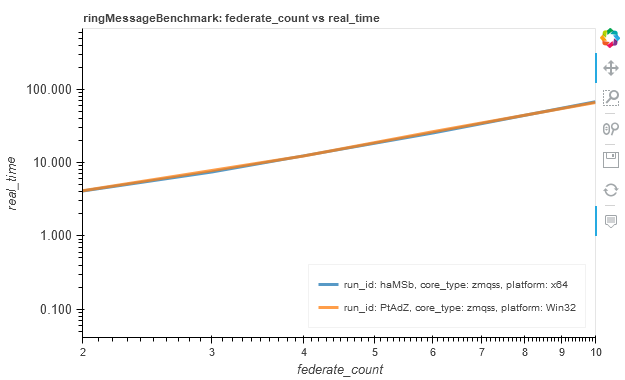 ringMessageBenchmark: federate_count vs real_time
100.000
10.000
1.000
0.100
real_time
run_id: haMSb, core_type: zmqss, platform: x64
run_id: PtAdZ, core_type: zmqss, platform: Win32
2
3
4
5
6
7
8
9
10
federate_count